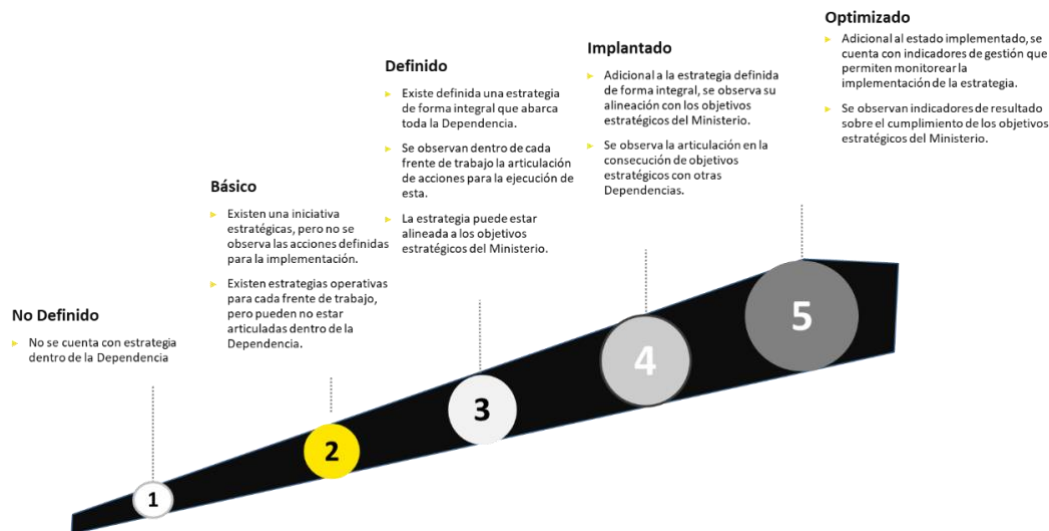 No Definido
No se cuenta con estrategia
dentro de la Dependencia
Básico
Existen una iniciativa
estratégicas, pero no se
observa las acciones definidas
para la implementación.
Existen estrategias operativas
para cada frente de trabajo,
pero pueden no estar
articuladas dentro de la
Dependencia.
Definido
Existe definida una estrategia
de forma integral que abarca
toda la Dependencia.
Se observan dentro de cada
frente de trabajo la articulación
de acciones para la ejecución de
esta.
La estrategia puede estar
alineada a los objetivos
estratégicos del Ministerio.
Implantado
Adicional a la estrategia definida
de forma integral, se observa su
alineación con los objetivos
estratégicos del Ministerio.
Se observa la articulación en la
consecución de objetivos
estratégicos con otras
Dependencias.
Optimizado
Adicional al estado implementado, se
cuenta con indicadores de gestión que
permiten monitorear la
implementación de la estrategia.
Se observan indicadores de resultado
sobre el cumplimiento de los objetivos
estratégicos del Ministerio.
1
2
3
4
5